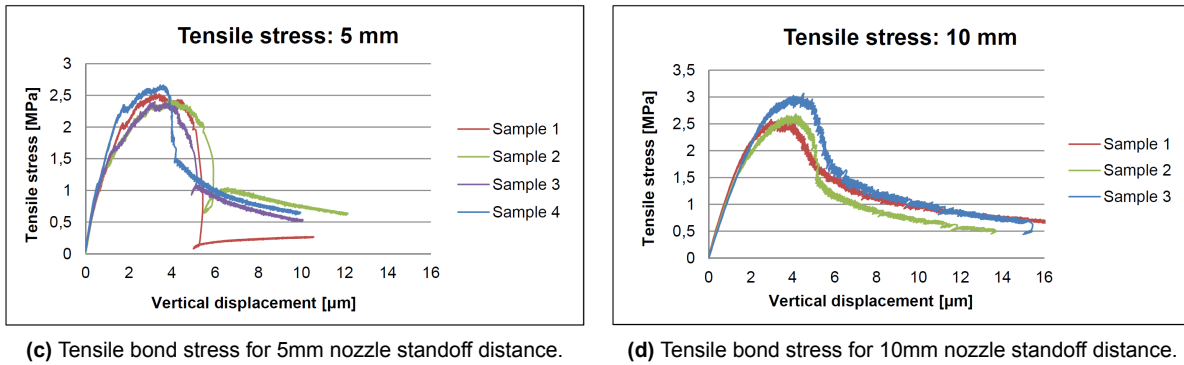 Tensile stress: 5 mm
Tensile stress [MPa]
3
2,5
2
1,5
1
0,5
0
0 2 4 6 8 10 12 14 16
Vertical displacement [µm]
Sample 1
Sample 2
Sample 3
Sample 4
(c) Tensile bond stress for 5mm nozzle standoff distance.
Tensile stress: 10 mm
Tensile stress [MPa]
3,5
3
2,5
2
1,5
1
0,5
0
0 2 4 6 8 10 12 14 16
Vertical displacement [µm]
Sample 1
Sample 2
Sample 3
(d) Tensile bond stress for 10mm nozzle standoff distance.